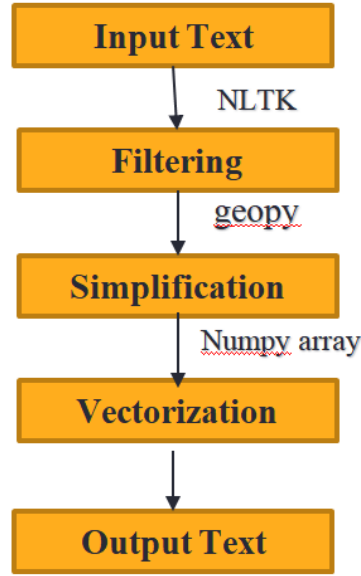 Input Text
NLTK
Filtering
geopy
Simplification
Numpy array
Vectorization
Output Text